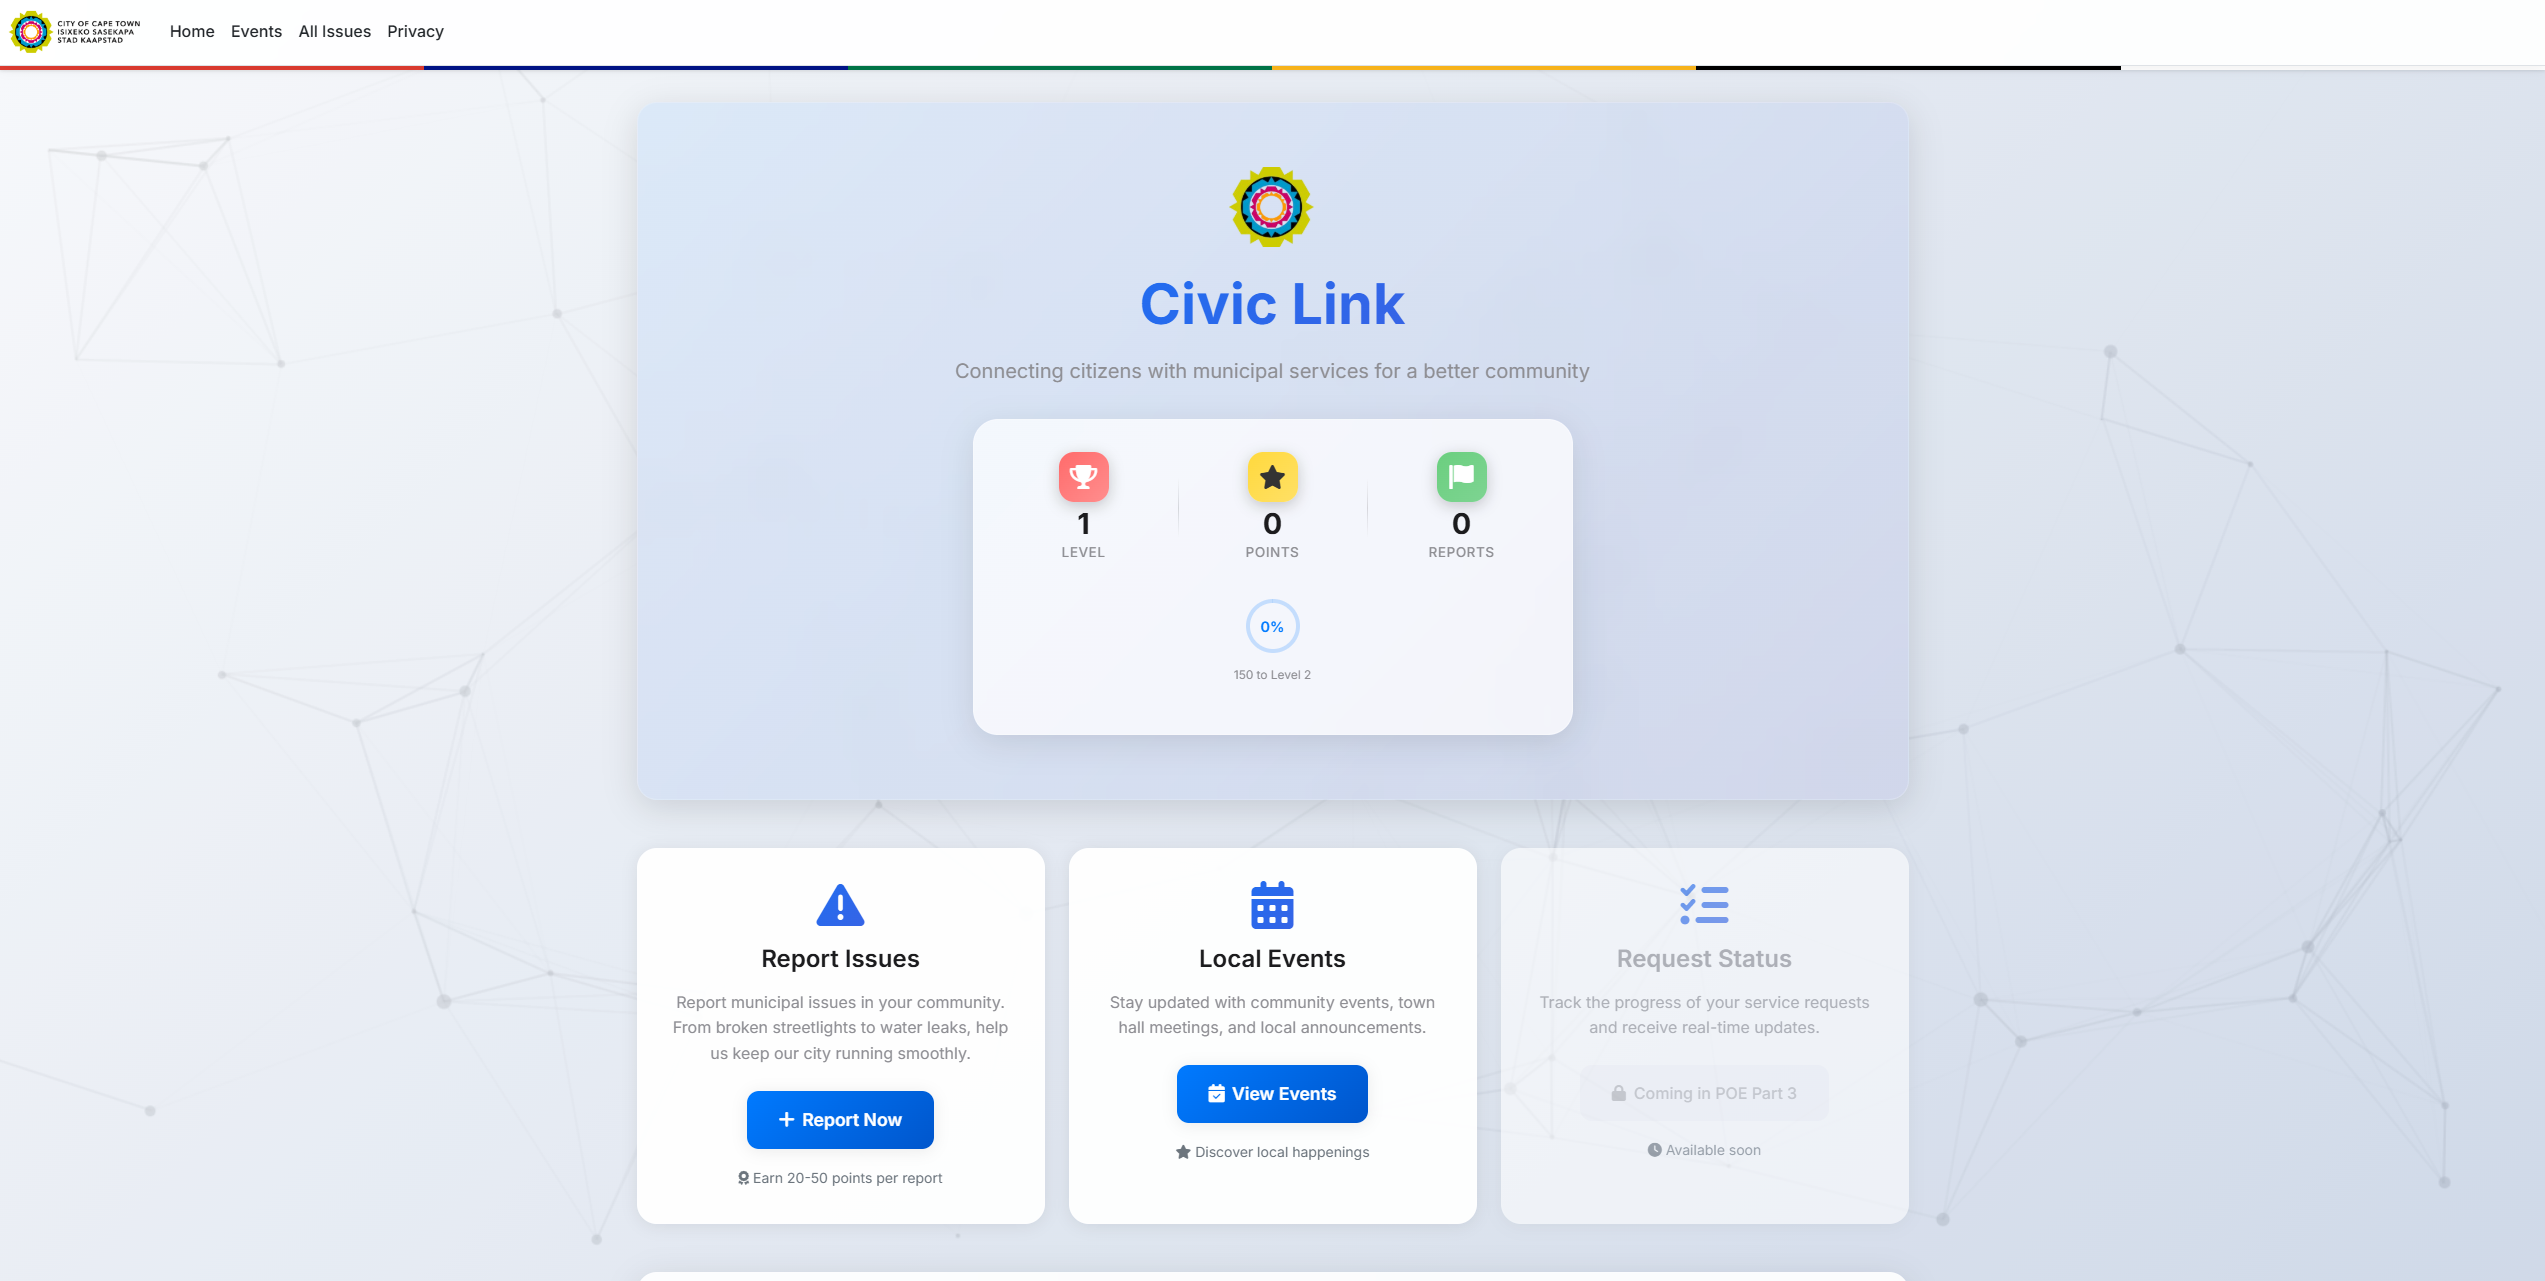 CITY OF CAPE TOWN
ISIXEKO SASEKAPA
STAD KAAPSTAD
Home
Events
All Issues
Privacy
Civic Link
Connecting citizens with municipal services for a better community
1
LEVEL
0
POINTS
0
REPORTS
0%
150 to Level 2
Report Issues
Report municipal issues in your community.
From broken streetlights to water leaks, help
us keep our city running smoothly.
Report Now
Earn 20-50 points per report
Local Events
Stay updated with community events, town
hall meetings, and local announcements.
View Events
Discover local happenings
Request Status
Track the progress of your service requests
and receive real-time updates.
Coming in POE Part 3
Available soon